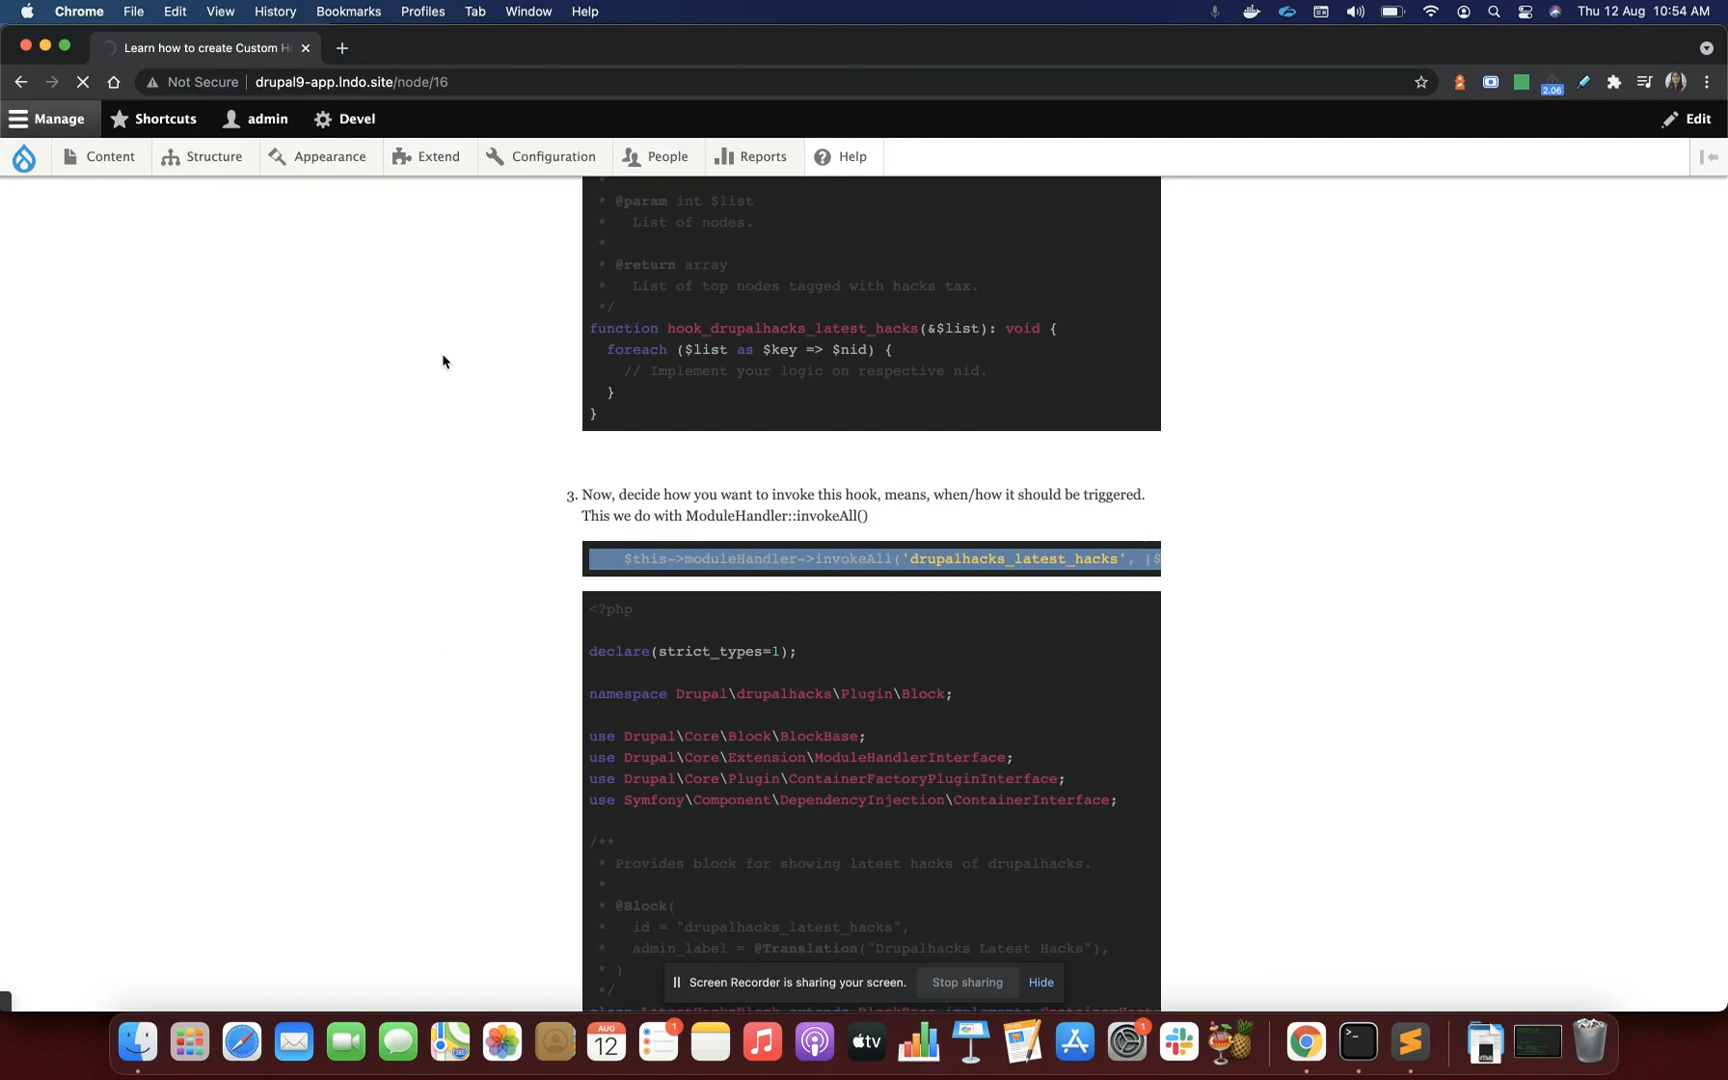 Chrome File Edit View History Bookmarks Profiles Tab Window Help Thu 12 Aug 10:54 AM
Learn how to create Custom H
Not Secure drupal9-app.lndo.site/node/16
2.06
Manage Shortcuts admin Devel Edit
Content Structure Appearance Extend Configuration People Reports Help
*
* @param int $list
*   List of nodes.
*
* @return array
*   List of top nodes tagged with hacks tax.
*/
function hook_drupalhacks_latest_hacks(&$list): void {
foreach ($list as $key => $nid) {
// Implement your logic on respective nid.
}
}
3. Now, decide how you want to invoke this hook, means, when/how it should be triggered.
This we do with ModuleHandler::invokeAll()
$this->moduleHandler->invokeAll('drupalhacks_latest_hacks', [$
<?php
declare(strict_types=1);
namespace Drupal\drupalhacks\Plugin\Block;
use Drupal\Core\Block\BlockBase;
use Drupal\Core\Extension\ModuleHandlerInterface;
use Drupal\Core\Plugin\ContainerFactoryPluginInterface;
use Symfony\Component\DependencyInjection\ContainerInterface;
/**
* Provides block for showing latest hacks of drupalhacks.
*
* @Block(
*   id = "drupalhacks_latest_hacks",
*   admin_label = @Translation("Drupalhacks Latest Hacks"),
* )
*/
Screen Recorder is sharing your screen. Stop sharing Hide
AUG
12
1
tv
1